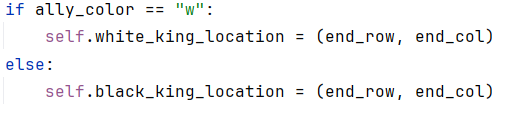 if ally_color == "w":
    self.white_king_location = (end_row, end_col)
else:
    self.black_king_location = (end_row, end_col)